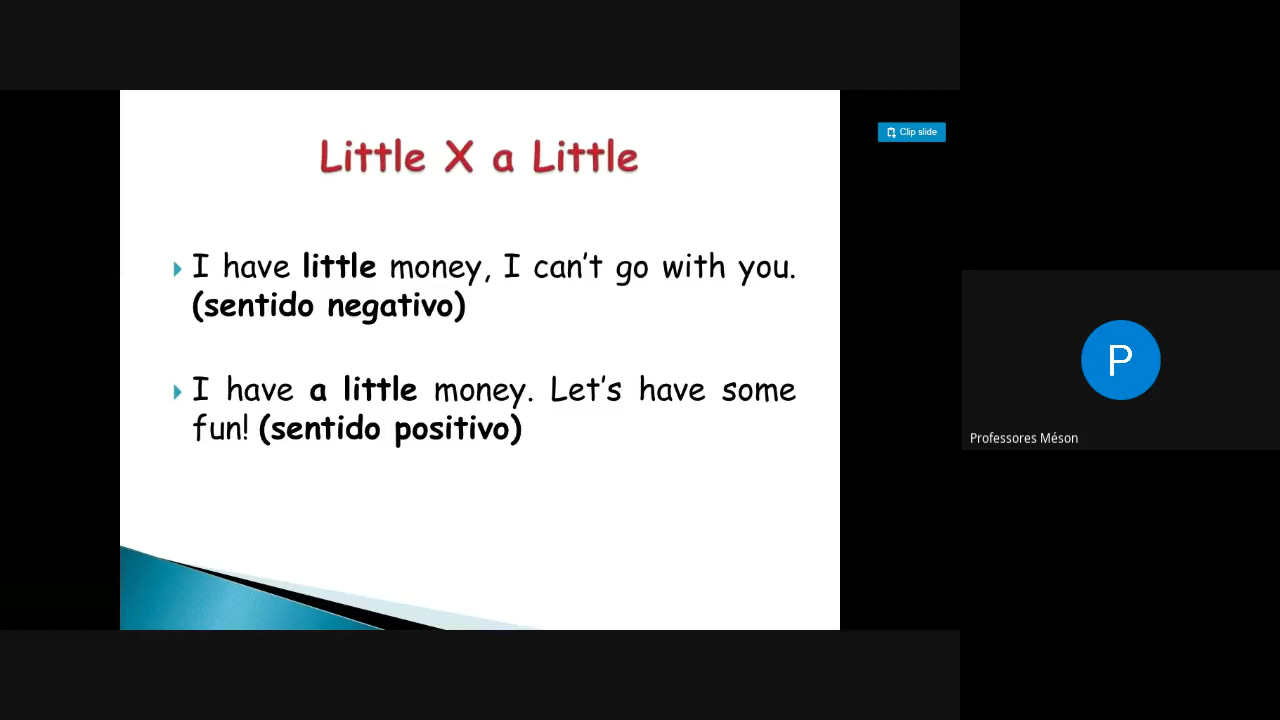 Little X a Little
Clip slide
I have little money, I can't go with you.
(sentido negativo)
I have a little money. Let's have some
fun! (sentido positivo)
P
Professores Méson